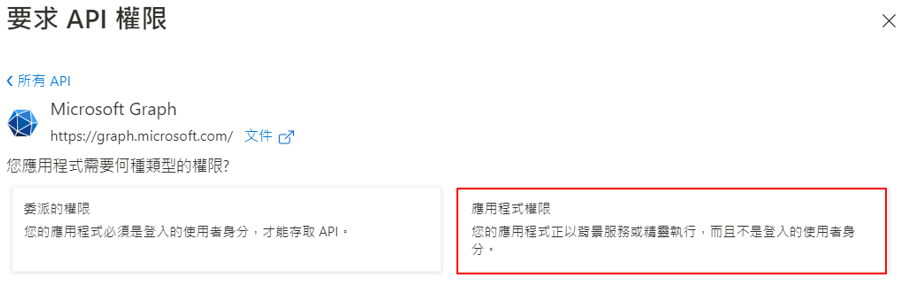 要求 API 權限
所有 API
Microsoft Graph
https://graph.microsoft.com/ 文件
您應用程式需要何種類型的權限?
委派的權限
您的應用程式必須是登入的使用者身分，才能存取 API。
應用程式權限
您的應用程式正以背景服務或精靈執行，而且不是登入的使用者身
分。